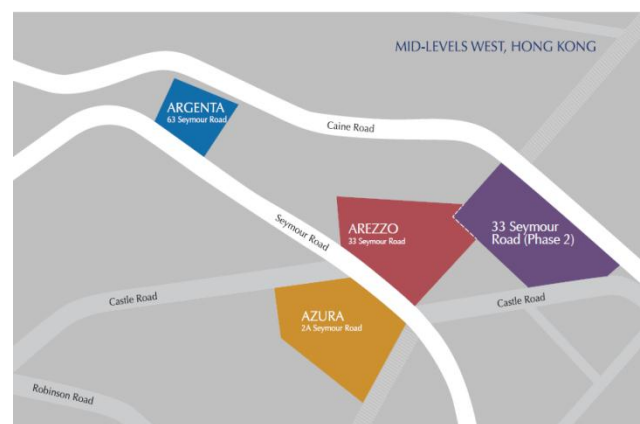 MID-LEVELS WEST, HONG KONG
ARGENTA
63 Seymour Road
Caine Road
Seymour Road
AREZZO
33 Seymour Road
33 Seymour
Road (Phase 2)
Castle Road
Castle Road
AZURA
2A Seymour Road
Robinson Road